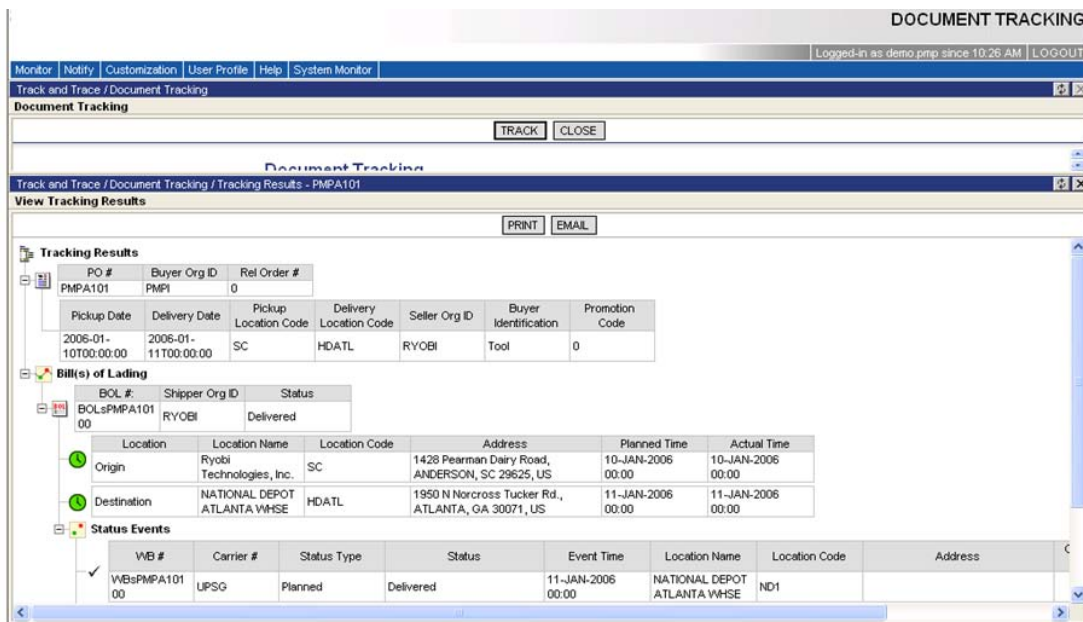 DOCUMENT TRACKING
Logged-in as demo.pmp since 10:26 AM LOGOUT
Monitor Notify Customization User Profile Help System Monitor
Track and Trace / Document Tracking
Document Tracking
TRACK CLOSE
Document Tracking
Track and Trace / Document Tracking / Tracking Results - PMPA101
View Tracking Results
PRINT EMAIL
Tracking Results
PO # Buyer Org ID Rel Order #
PMPA101 PMPI 0
Pickup Date Delivery Date Pickup Location Code Delivery Location Code Seller Org ID Buyer Identification Promotion Code
2006-01-10T00:00:00 2006-01-11T00:00:00 SC HDATL RYOBI Tool 0
Bill(s) of Lading
BOL #: Shipper Org ID Status
BOLsPMPA101 00 RYOBI Delivered
Location Location Name Location Code Address Planned Time Actual Time
Origin Ryobi Technologies, Inc. SC 1428 Pearman Dairy Road, ANDERSON, SC 29625, US 10-JAN-2006 00:00 10-JAN-2006 00:00
Destination NATIONAL DEPOT ATLANTA WHSE HDATL 1950 N Norcross Tucker Rd., ATLANTA, GA 30071, US 11-JAN-2006 00:00 11-JAN-2006 00:00
Status Events
WB # Carrier # Status Type Status Event Time Location Name Location Code Address
WBsPMPA101 00 UPSG Planned Delivered 11-JAN-2006 00:00 NATIONAL DEPOT ATLANTA WHSE ND1